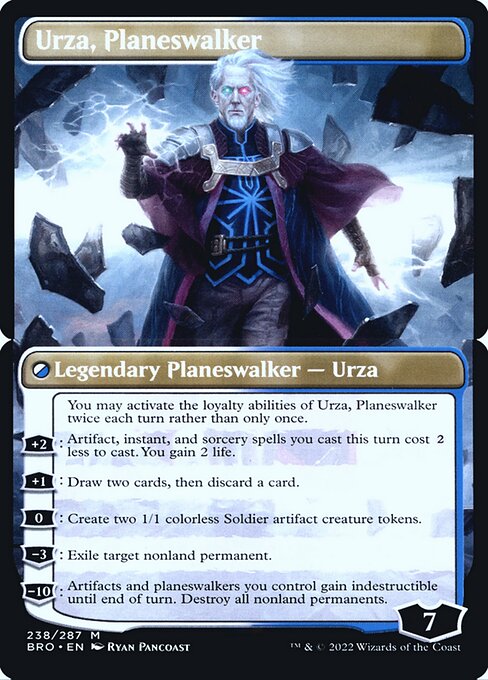 Urza, Planeswalker
Legendary Planeswalker — Urza
You may activate the loyalty abilities of Urza, Planeswalker
twice each turn rather than only once.
+2 : Artifact, instant, and sorcery spells you cast this turn cost 2
less to cast. You gain 2 life.
+1 : Draw two cards, then discard a card.
0 : Create two 1/1 colorless Soldier artifact creature tokens.
−3 : Exile target nonland permanent.
−10 : Artifacts and planeswalkers you control gain indestructible
until end of turn. Destroy all nonland permanents.
7
238/287 M
BRO • EN Ryan Pancoast
™ & © 2022 Wizards of the Coast